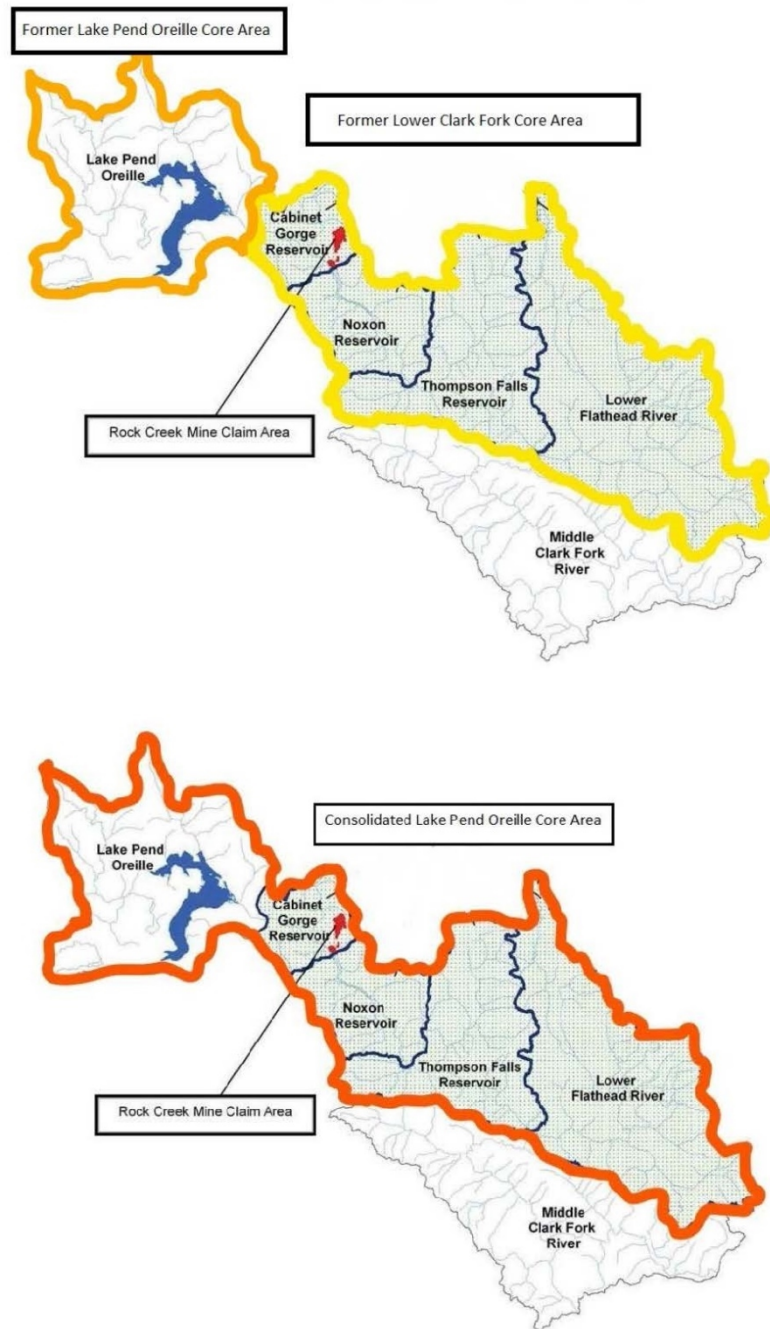 Former Lake Pend Oreille Core Area
Former Lower Clark Fork Core Area
Lake Pend
Oreille
Cabinet
Gorge
Reservoir
Noxon
Reservoir
Thompson Falls
Reservoir
Lower
Flathead River
Rock Creek Mine Claim Area
Middle
Clark Fork
River
Consolidated Lake Pend Oreille Core Area
Lake Pend
Oreille
Cabinet
Gorge
Reservoir
Noxon
Reservoir
Thompson Falls
Reservoir
Lower
Flathead River
Rock Creek Mine Claim Area
Middle
Clark Fork
River